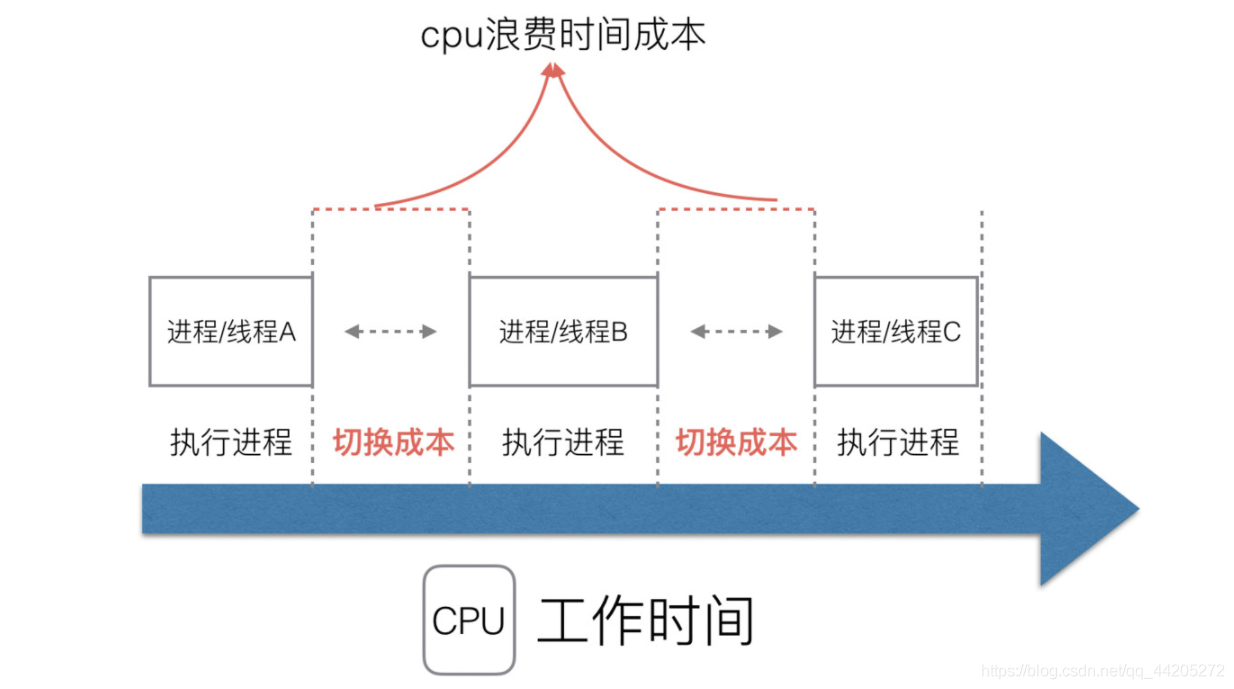 cpu浪费时间成本
进程/线程A
进程/线程B
进程/线程C
执行进程
切换成本
执行进程
切换成本
执行进程
CPU
工作时间
https://blog.csdn.net/qq_44205272